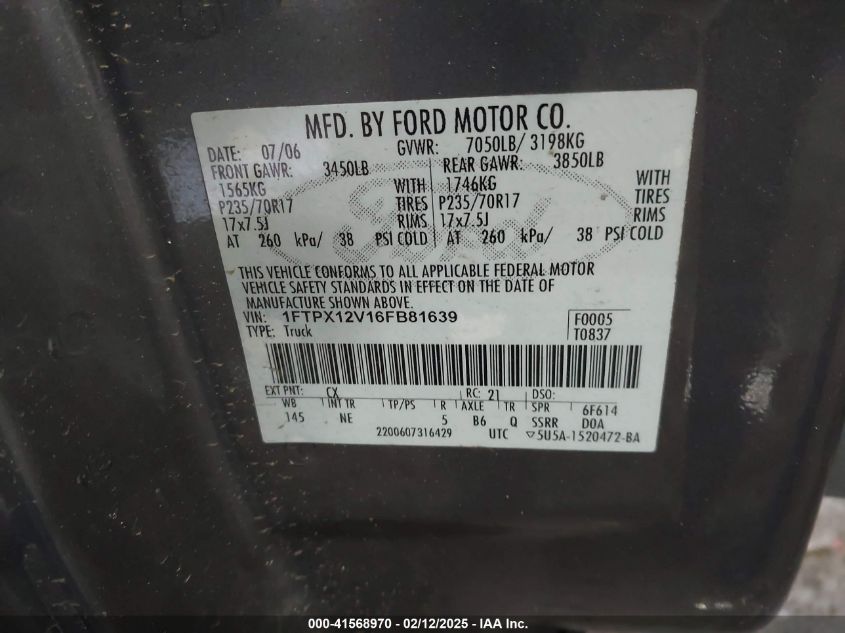 MFD. BY FORD MOTOR CO.
DATE: 07/06 GVWR: 7050LB/ 3198KG
FRONT GAWR: 3450LB REAR GAWR: 3850LB
1565KG WITH 1746KG WITH
P235/70R17 TIRES P235/70R17 TIRES
17x7.5J RIMS 17x7.5J RIMS
AT 260 kPa/ 38 PSI COLD AT 260 kPa/ 38 PSI COLD
THIS VEHICLE CONFORMS TO ALL APPLICABLE FEDERAL MOTOR
VEHICLE SAFETY STANDARDS IN EFFECT ON THE DATE OF
MANUFACTURE SHOWN ABOVE.
VIN: 1FTPX12V16FB81639 F0005
TYPE: Truck T0837
EXT PNT: CX RC: 21 DSO:
WB INT TR TP/PS R AXLE TR SPR 6F614
145 NE 5 B6 Q SSRR DOA
2200607316429 UTC ▽5U5A-1520472-BA
000-41568970 - 02/12/2025 - IAA Inc.